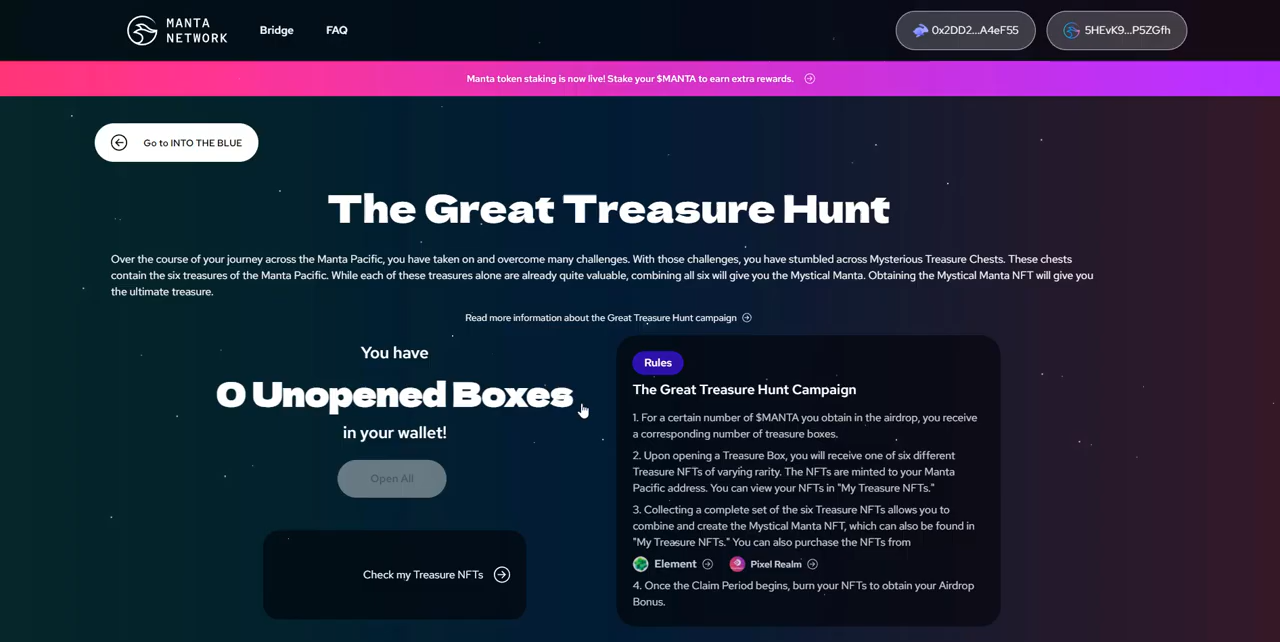 MANTA
NETWORK
Bridge
FAQ
0x2DD2...A4eF55
5HEvK9...P5ZGfh
Manta token staking is now live! Stake your $MANTA to earn extra rewards.
Go to INTO THE BLUE
The Great Treasure Hunt
Over the course of your journey across the Manta Pacific, you have taken on and overcome many challenges. With those challenges, you have stumbled across Mysterious Treasure Chests. These chests
contain the six treasures of the Manta Pacific. While each of these treasures alone are already quite valuable, combining all six will give you the Mystical Manta. Obtaining the Mystical Manta NFT will give you
the ultimate treasure.
Read more information about the Great Treasure Hunt campaign
You have
0 Unopened Boxes
in your wallet!
Open All
Check my Treasure NFTs
Rules
The Great Treasure Hunt Campaign
1. For a certain number of $MANTA you obtain in the airdrop, you receive
a corresponding number of treasure boxes.
2. Upon opening a Treasure Box, you will receive one of six different
Treasure NFTs of varying rarity. The NFTs are minted to your Manta
Pacific address. You can view your NFTs in "My Treasure NFTs."
3. Collecting a complete set of the six Treasure NFTs allows you to
combine and create the Mystical Manta NFT, which can also be found in
"My Treasure NFTs." You can also purchase the NFTs from
Element Pixel Realm
4. Once the Claim Period begins, burn your NFTs to obtain your Airdrop
Bonus.